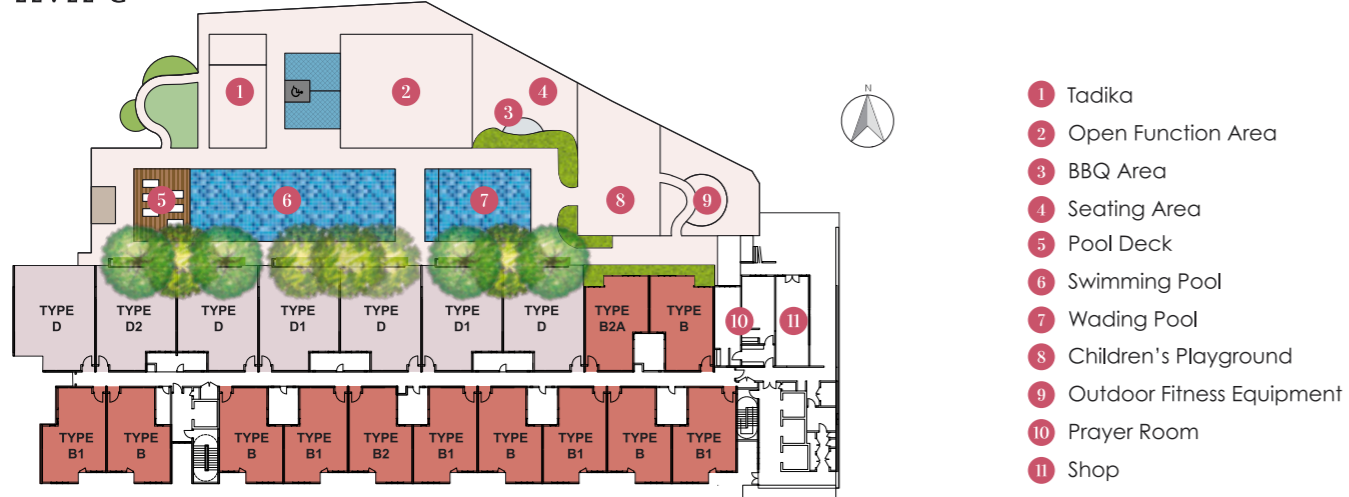 1
2
3
4
5
6
7
8
9
TYPE
D
TYPE
D2
TYPE
D
TYPE
D1
TYPE
D
TYPE
D1
TYPE
D
TYPE
B2A
TYPE
B
10
11
TYPE
B1
TYPE
B
TYPE
B
TYPE
B1
TYPE
B2
TYPE
B1
TYPE
B
TYPE
B1
TYPE
B
TYPE
B1
N
1 Tadika
2 Open Function Area
3 BBQ Area
4 Seating Area
5 Pool Deck
6 Swimming Pool
7 Wading Pool
8 Children’s Playground
9 Outdoor Fitness Equipment
10 Prayer Room
11 Shop